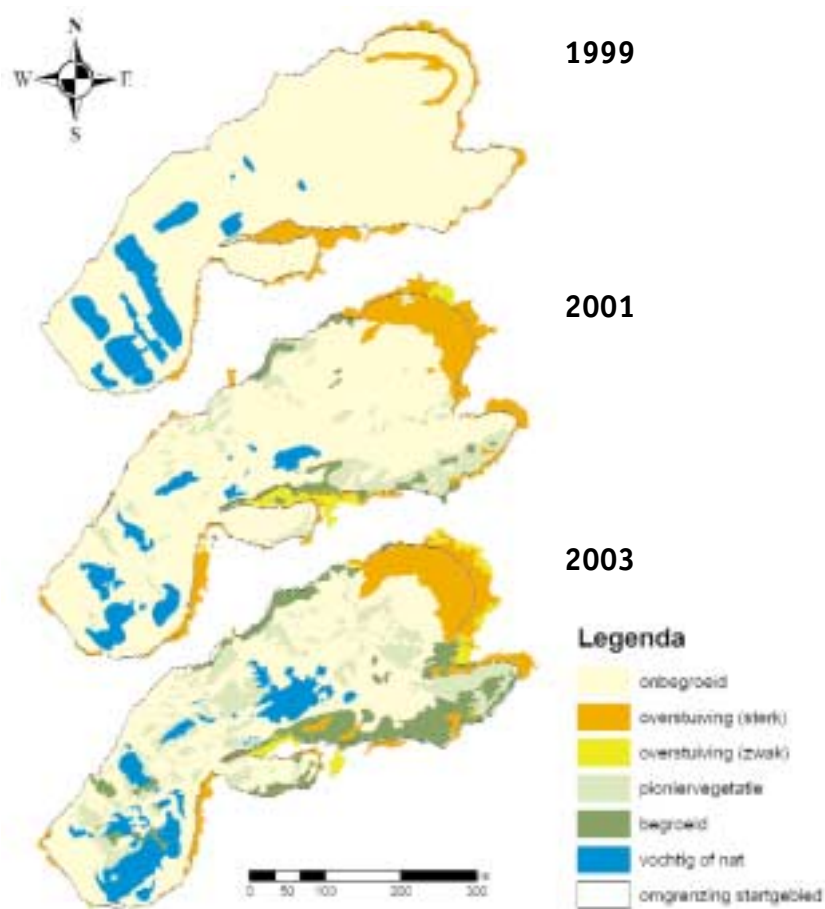 N
W E
S
1999
2001
2003
Legenda
onbegroeid
overstuiving (sterk)
overstuiving (zwak)
pioniervegetatie
begroeid
vochtig of nat
omgrenzing startgebied
0 50 100 200 300